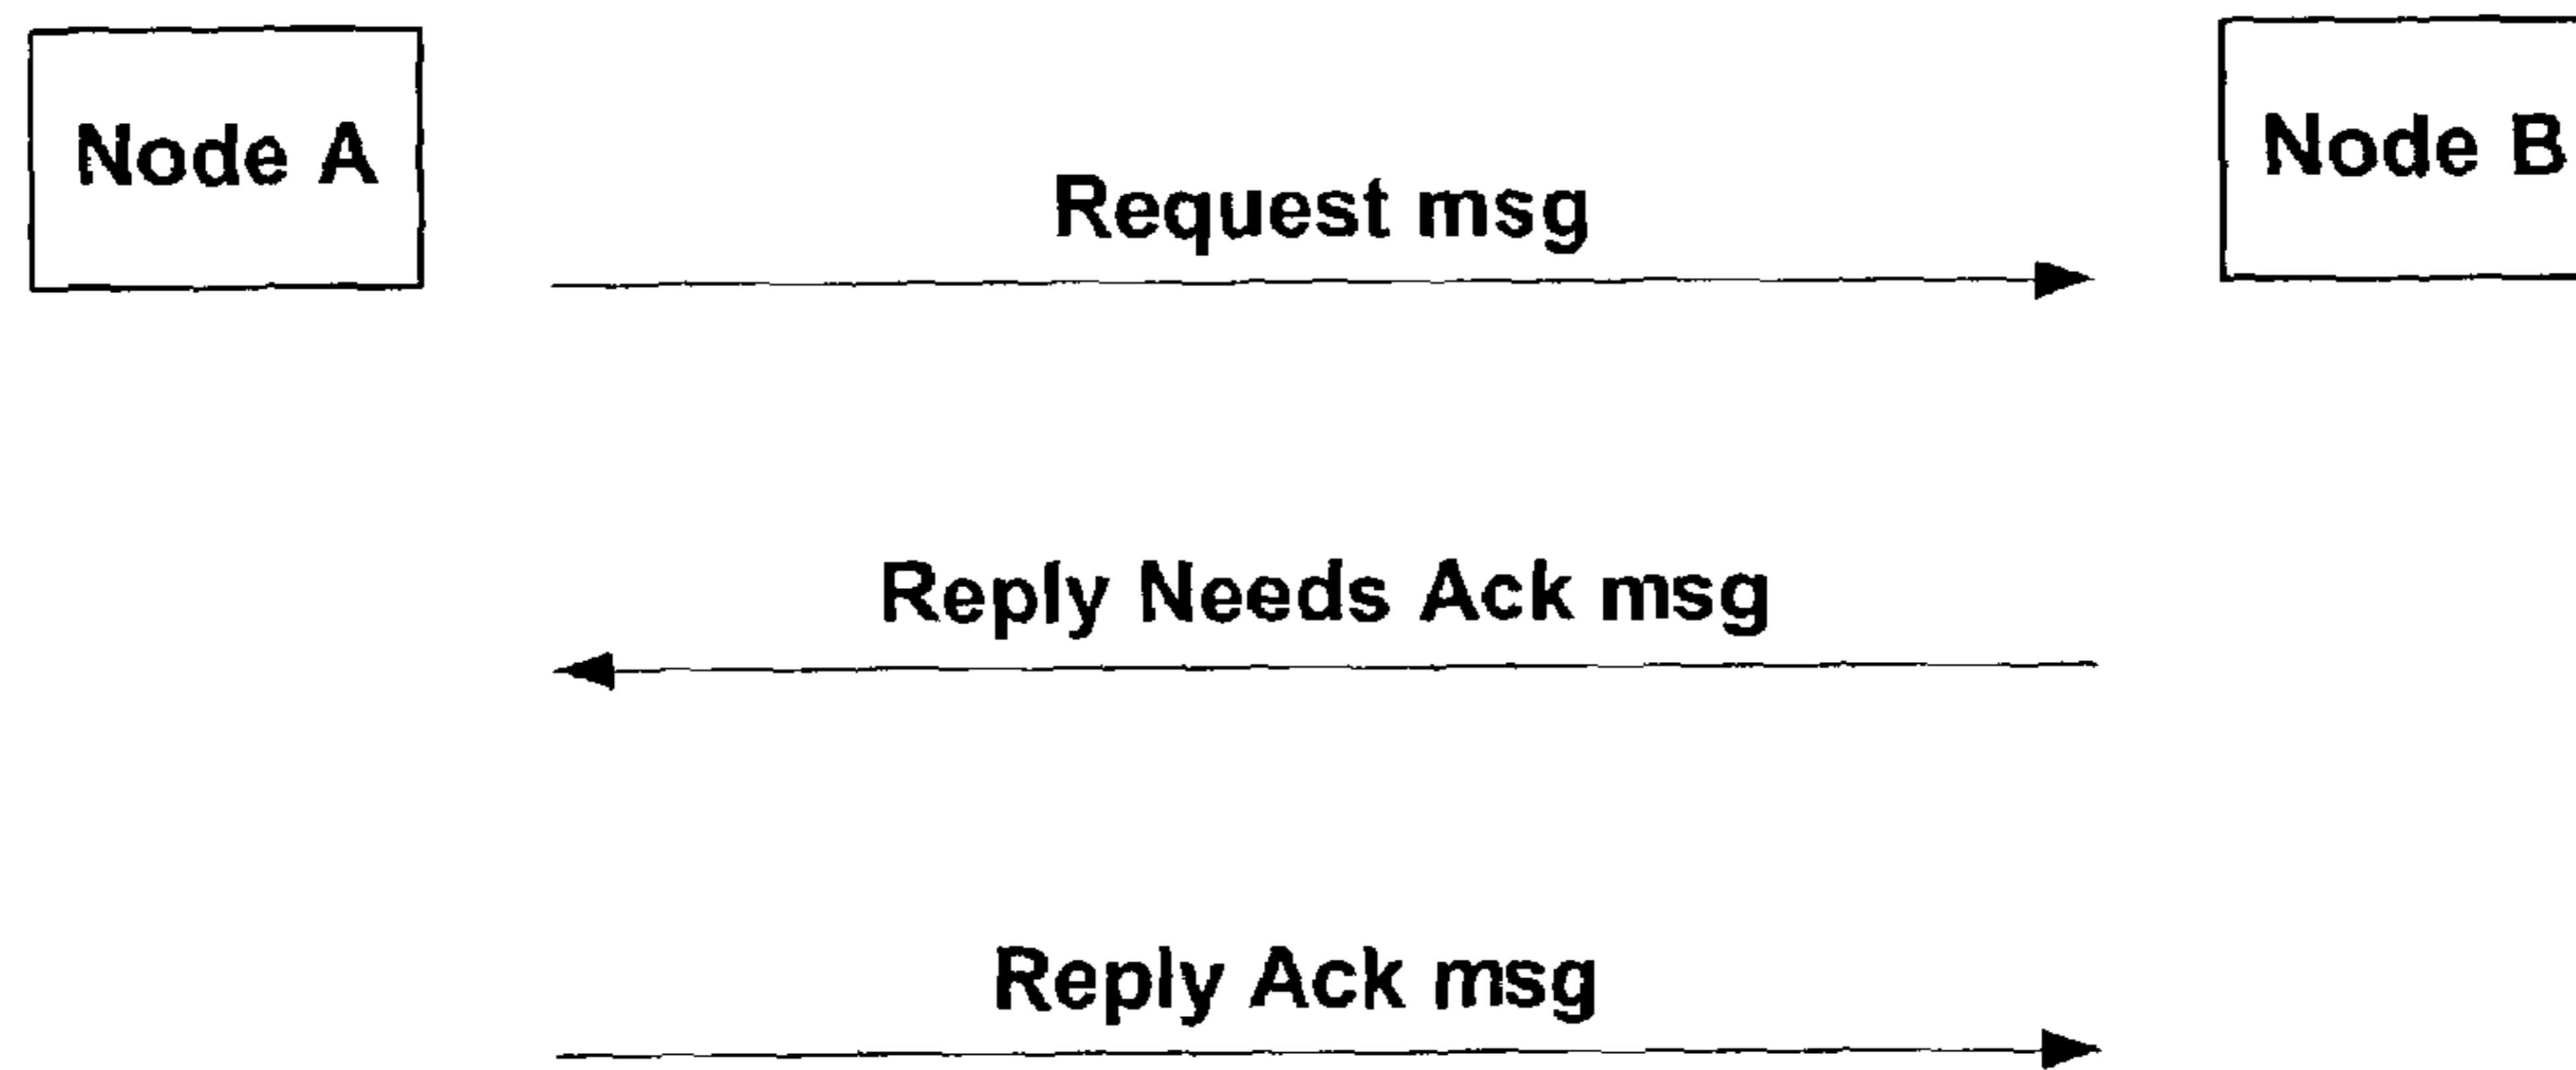 Node A
Node B
Request msg
Reply Needs Ack msg
Reply Ack msg